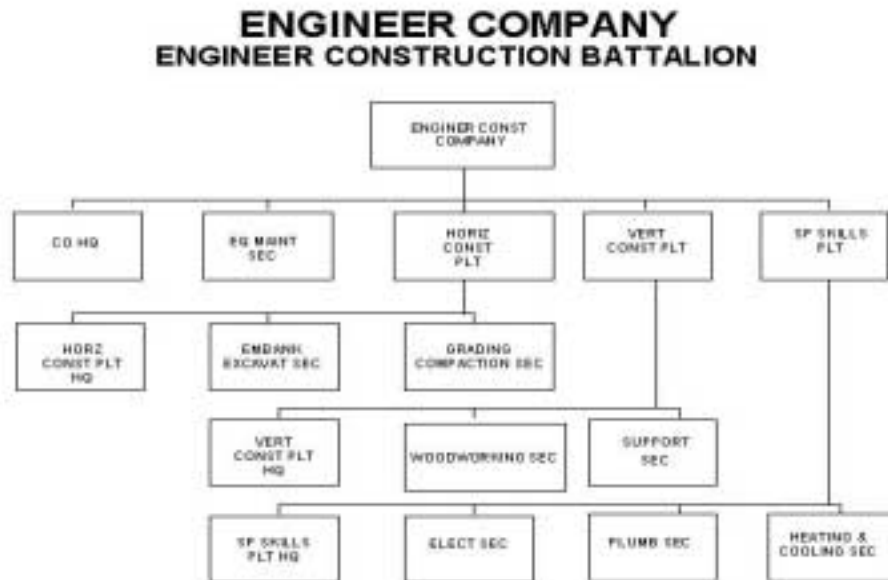 ENGINEER COMPANY
ENGINEER CONSTRUCTION BATTALION
ENGINER CONST
COMPANY
CO HQ
EQ MAINT
SEC
HORIZ
CONST
PLT
VERT
CONST PLT
SP SKILLS
PLT
HORZ
CONST PLT
HQ
EMBANK
EXCAVAT SEC
GRADING
COMPACTION SEC
VERT
CONST PLT
HQ
WOODWORKING SEC
SUPPORT
SEC
SP SKILLS
PLT HQ
ELECT SEC
PLUMB SEC
HEATING &
COOLING SEC